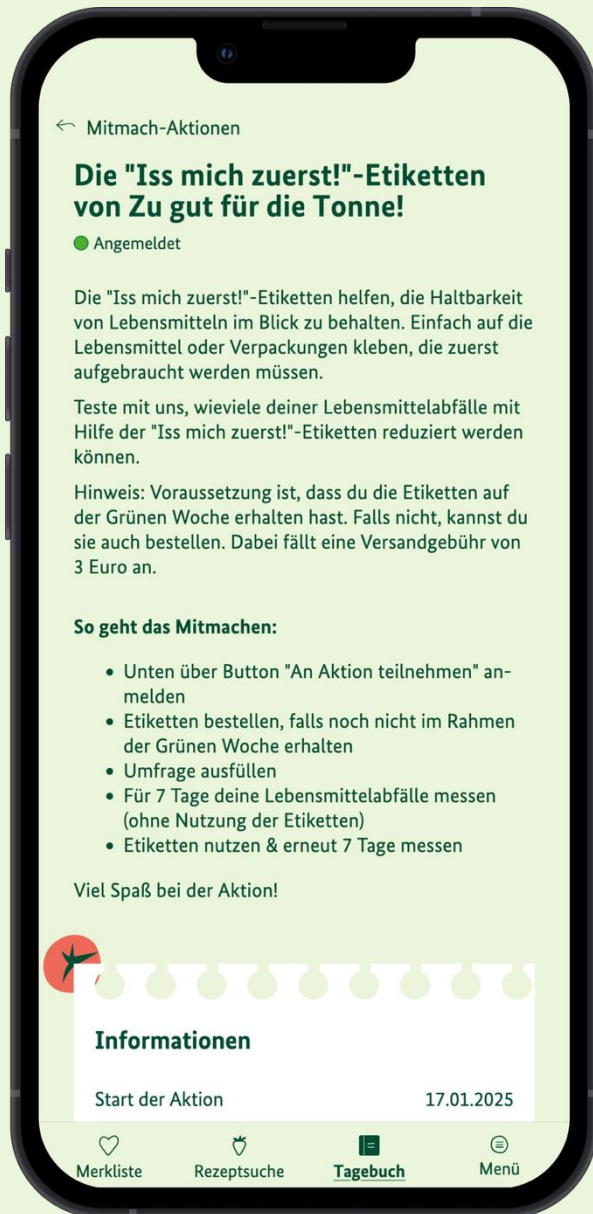 Mitmach-Aktionen
Die "Iss mich zuerst!"-Etiketten
von Zu gut für die Tonne!
Angemeldet
Die "Iss mich zuerst!"-Etiketten helfen, die Haltbarkeit
von Lebensmitteln im Blick zu behalten. Einfach auf die
Lebensmittel oder Verpackungen kleben, die zuerst
aufgebraucht werden müssen.
Teste mit uns, wieviele deiner Lebensmittelabfälle mit
Hilfe der "Iss mich zuerst!"-Etiketten reduziert werden
können.
Hinweis: Voraussetzung ist, dass du die Etiketten auf
der Grünen Woche erhalten hast. Falls nicht, kannst du
sie auch bestellen. Dabei fällt eine Versandgebühr von
3 Euro an.
So geht das Mitmachen:
• Unten über Button "An Aktion teilnehmen" an-
melden
• Etiketten bestellen, falls noch nicht im Rahmen
der Grünen Woche erhalten
• Umfrage ausfüllen
• Für 7 Tage deine Lebensmittelabfälle messen
(ohne Nutzung der Etiketten)
• Etiketten nutzen & erneut 7 Tage messen
Viel Spaß bei der Aktion!
Informationen
Start der Aktion 17.01.2025
Merkliste Rezeptsuche Tagebuch Menü